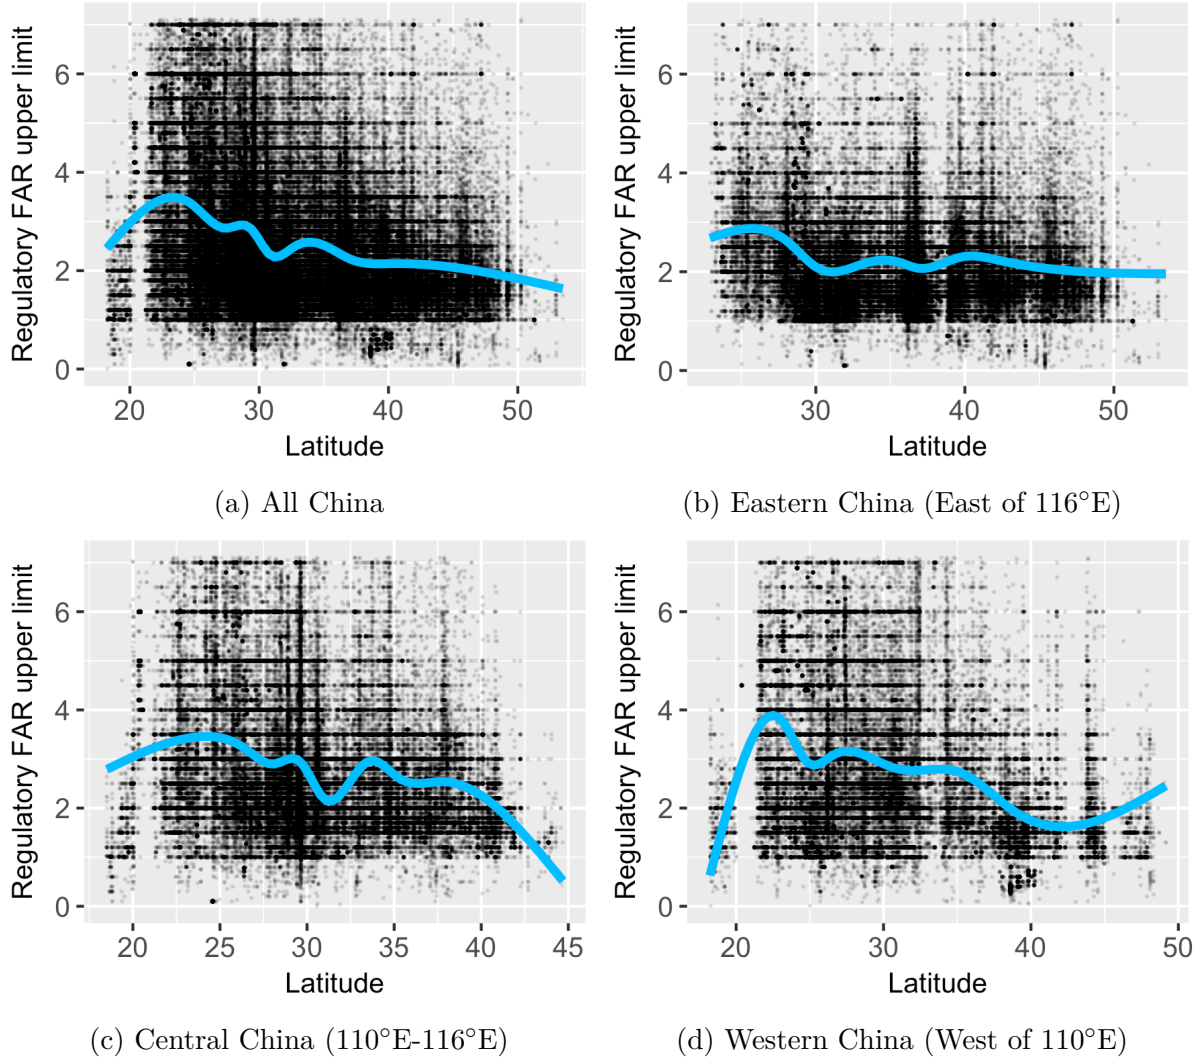 Regulatory FAR upper limit
6
4
2
0
20
30
40
50
Latitude
(a) All China
Regulatory FAR upper limit
6
4
2
0
30
40
50
Latitude
(b) Eastern China (East of 116°E)
Regulatory FAR upper limit
6
4
2
0
20
25
30
35
40
45
Latitude
(c) Central China (110°E-116°E)
Regulatory FAR upper limit
6
4
2
0
20
30
40
50
Latitude
(d) Western China (West of 110°E)